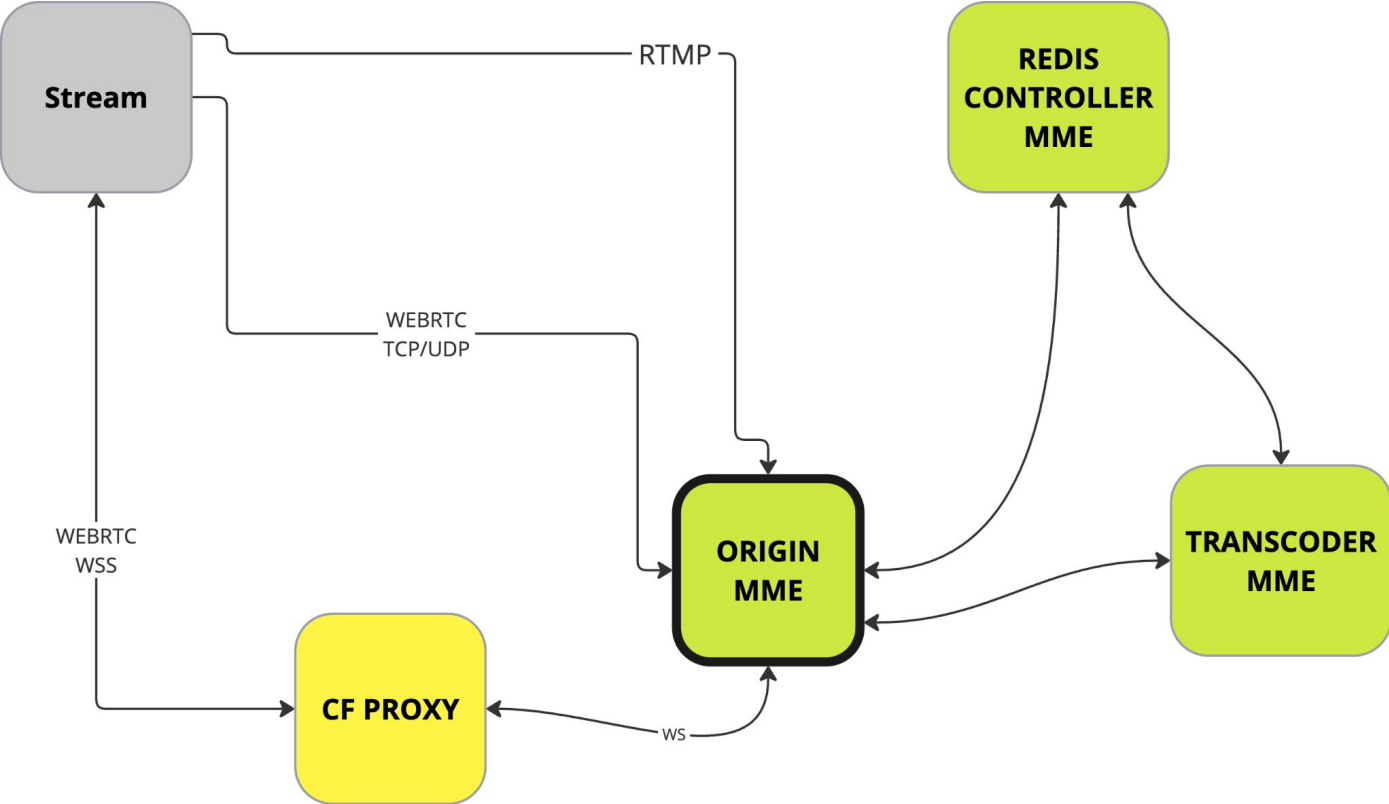 RTMP
Stream
REDIS
CONTROLLER
MME
WEBRTC
TCP/UDP
WEBRTC
WSS
ORIGIN
MME
TRANSCODER
MME
CF PROXY
WS